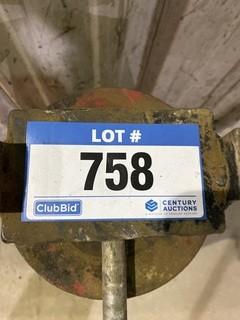 LOT #
758
ClubBid
CENTURY
AUCTIONS